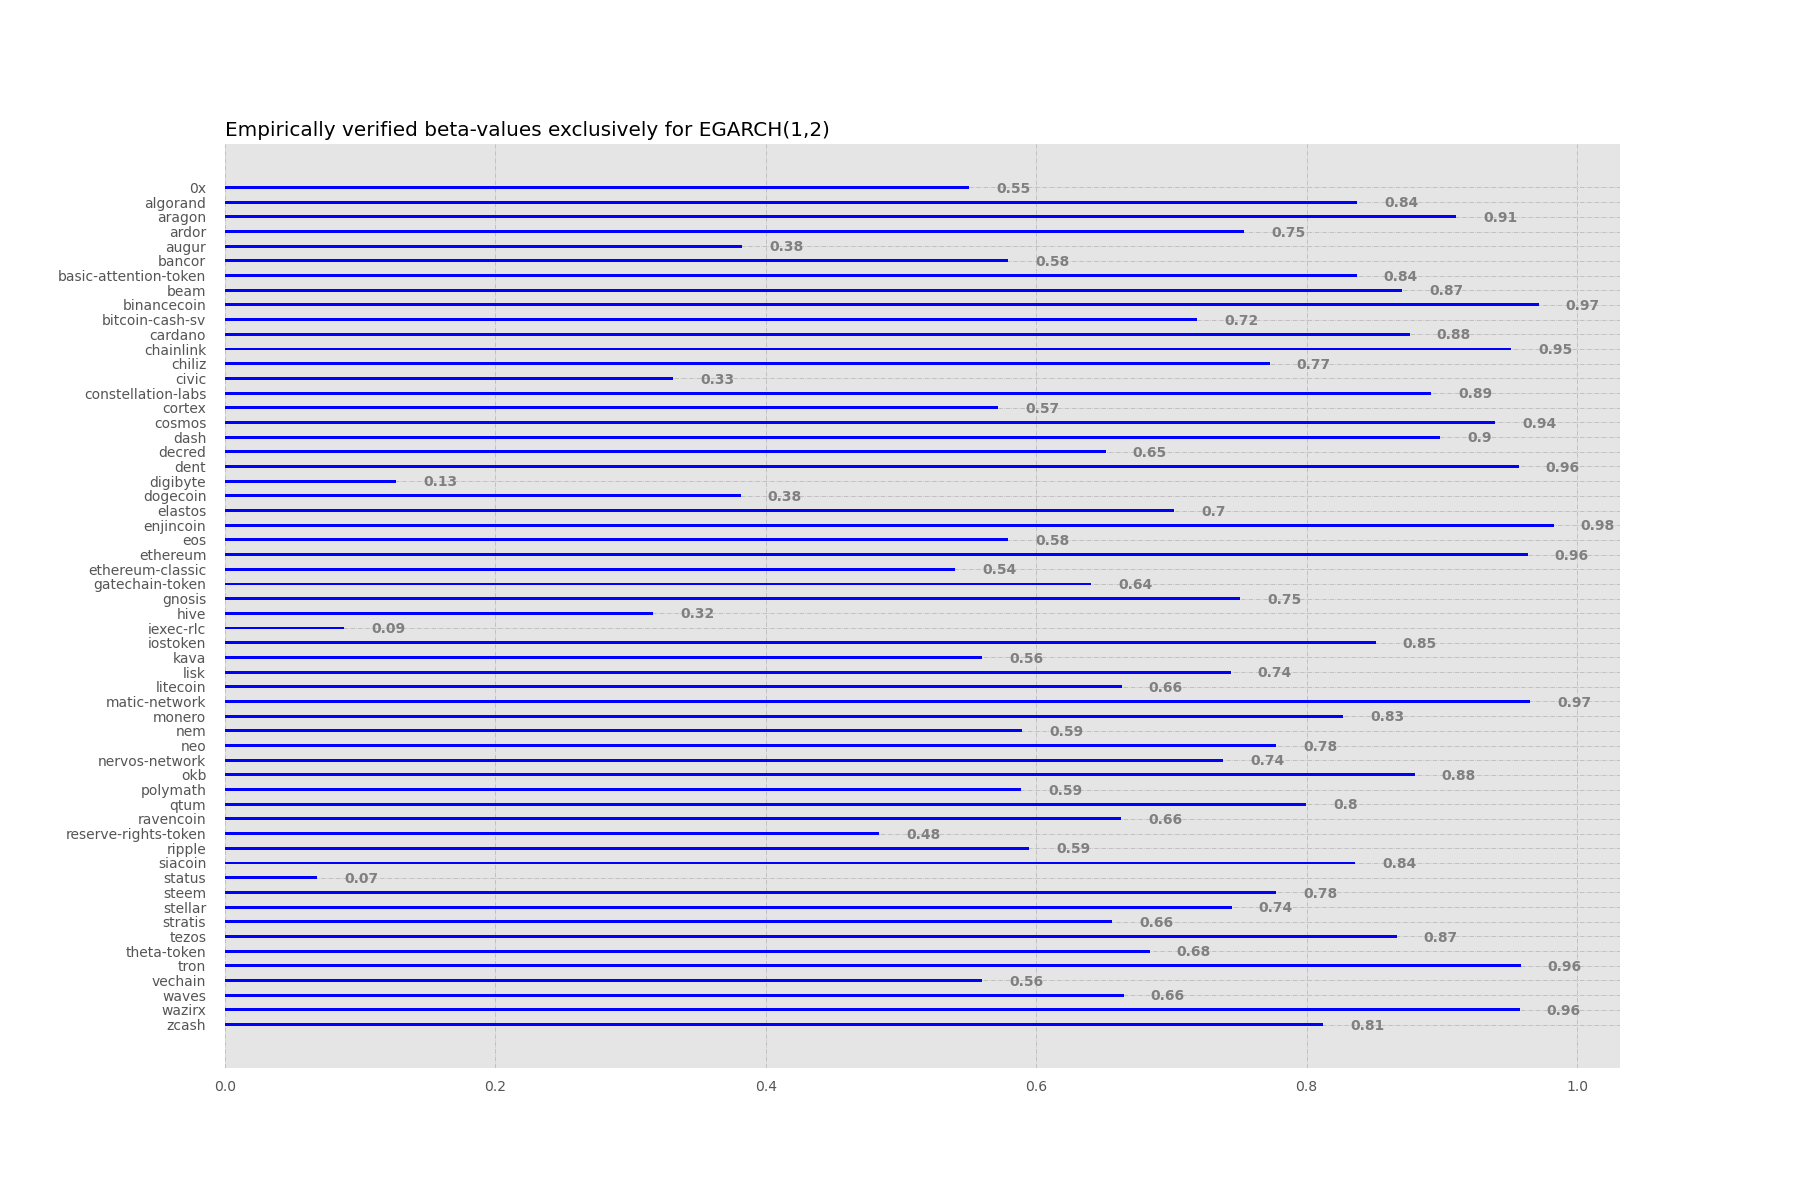 Empirically verified beta-values exclusively for EGARCH(1,2)
0x 0.55
algorand 0.84
aragon 0.91
ardor 0.75
augur 0.38
bancor 0.58
basic-attention-token 0.84
beam 0.87
binancecoin 0.97
bitcoin-cash-sv 0.72
cardano 0.88
chainlink 0.95
chiliz 0.77
civic 0.33
constellation-labs 0.89
cortex 0.57
cosmos 0.94
dash 0.9
decred 0.65
dent 0.96
digibyte 0.13
dogecoin 0.38
elastos 0.7
enjincoin 0.98
eos 0.58
ethereum 0.96
ethereum-classic 0.54
gatechain-token 0.64
gnosis 0.75
hive 0.32
iexec-rlc 0.09
iostoken 0.85
kava 0.56
lisk 0.74
litecoin 0.66
matic-network 0.97
monero 0.83
nem 0.59
neo 0.78
nervos-network 0.74
okb 0.88
polymath 0.59
qtum 0.8
ravencoin 0.66
reserve-rights-token 0.48
ripple 0.59
siacoin 0.84
status 0.07
steem 0.78
stellar 0.74
stratis 0.66
tezos 0.87
theta-token 0.68
tron 0.96
vechain 0.56
waves 0.66
wazirx 0.96
zcash 0.81
0.0 0.2 0.4 0.6 0.8 1.0